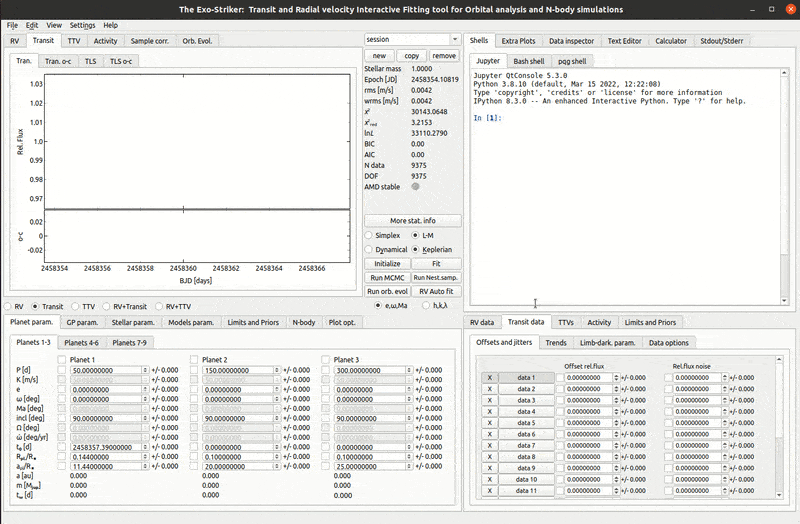 The Exo-Striker: Transit and Radial velocity Interactive Fitting tool for Orbital analysis and N-body simulations
File Edit View Settings Help
RV Transit TTV Activity Sample corr. Orb. Evol.
Tran. Tran. o-c TLS TLS o-c
1.03
1.02
1.01
1.0
0.99
0.98
0.97
Rel. Flux
0.02
0
-0.02
o-c
2458354 2458356 2458358 2458360 2458362 2458364 2458366
BJD [days]
RV Transit TTV RV+Transit RV+TTV
session
new copy remove
Stellar mass 1.0000
Epoch [JD] 2458354.10819
rms [m/s] 0.0042
wrms [m/s] 0.0042
χ² 30143.0648
χ²red 3.2153
lnL 33110.2790
BIC 0.00
AIC 0.00
N data 9375
DOF 9375
AMD stable
More stat. info
Simplex L-M
Dynamical Keplerian
Initialize Fit
Run MCMC Run Nest.samp.
Run orb. evol RV Auto fit
e,ω,Ma h,k,λ
Shells Extra Plots Data inspector Text Editor Calculator Stdout/Stderr
Jupyter Bash shell pqg shell
Jupyter QtConsole 5.3.0
Python 3.8.10 (default, Mar 15 2022, 12:22:08)
Type 'copyright', 'credits' or 'license' for more information
IPython 8.3.0 -- An enhanced Interactive Python. Type '?' for help.
In [1]:
Planet param. GP param. Stellar param. Models param. Limits and Priors N-body Plot opt.
Planets 1-3 Planets 4-6 Planets 7-9
Planet 1 Planet 2 Planet 3
P [d] 50.00000000 +/- 0.000 150.00000000 +/- 0.000 300.00000000 +/- 0.000
K [m/s] +/- 0.000 +/- 0.000 +/- 0.000
e 0.00000000 +/- 0.000 0.00000000 +/- 0.000 0.00000000 +/- 0.000
ω [deg] 0.00000000 +/- 0.000 0.00000000 +/- 0.000 0.00000000 +/- 0.000
Ma [deg] +/- 0.000 +/- 0.000 +/- 0.000
incl [deg] 90.00000000 +/- 0.000 90.00000000 +/- 0.000 90.00000000 +/- 0.000
Ω [deg] +/- 0.000 +/- 0.000 +/- 0.000
ω̇ [deg/yr] +/- 0.000 +/- 0.000 +/- 0.000
t₀ [d] 2458357.39000000 +/- 0.000 0.00000000 +/- 0.000 0.00000000 +/- 0.000
Rpl/R⋆ 0.14400000 +/- 0.000 0.10000000 +/- 0.000 0.10000000 +/- 0.000
apl/R⋆ 11.44000000 +/- 0.000 20.00000000 +/- 0.000 25.00000000 +/- 0.000
a [au] 0.000 0.000 0.000
m [Mjup] 0.000 0.000 0.000
tω [d] 0.000 0.000 0.000
RV data Transit data TTVs Activity Limits and Priors
Offsets and jitters Trends Limb-dark. param. Data options
Offset rel.flux Rel.flux noise
X data 1 0.00000000 +/- 0.000 0.00000000 +/- 0.000
X data 2 0.00000000 +/- 0.000 0.00000000 +/- 0.000
X data 3 0.00000000 +/- 0.000 0.00000000 +/- 0.000
X data 4 0.00000000 +/- 0.000 0.00000000 +/- 0.000
X data 5 0.00000000 +/- 0.000 0.00000000 +/- 0.000
X data 6 0.00000000 +/- 0.000 0.00000000 +/- 0.000
X data 7 0.00000000 +/- 0.000 0.00000000 +/- 0.000
X data 8 0.00000000 +/- 0.000 0.00000000 +/- 0.000
X data 9 0.00000000 +/- 0.000 0.00000000 +/- 0.000
X data 10 0.00000000 +/- 0.000 0.00000000 +/- 0.000
X data 11 0.00000000 +/- 0.000 0.00000000 +/- 0.000